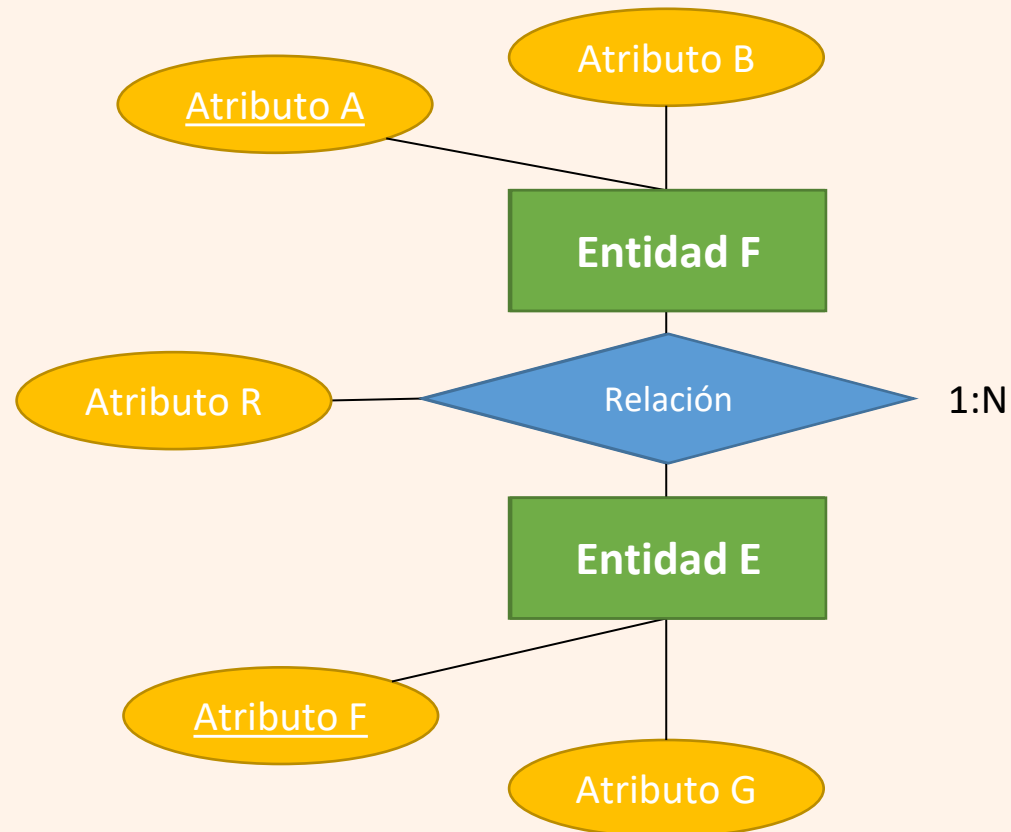 Atributo B
Atributo A
Entidad F
Atributo R
Relación
1:N
Entidad E
Atributo F
Atributo G